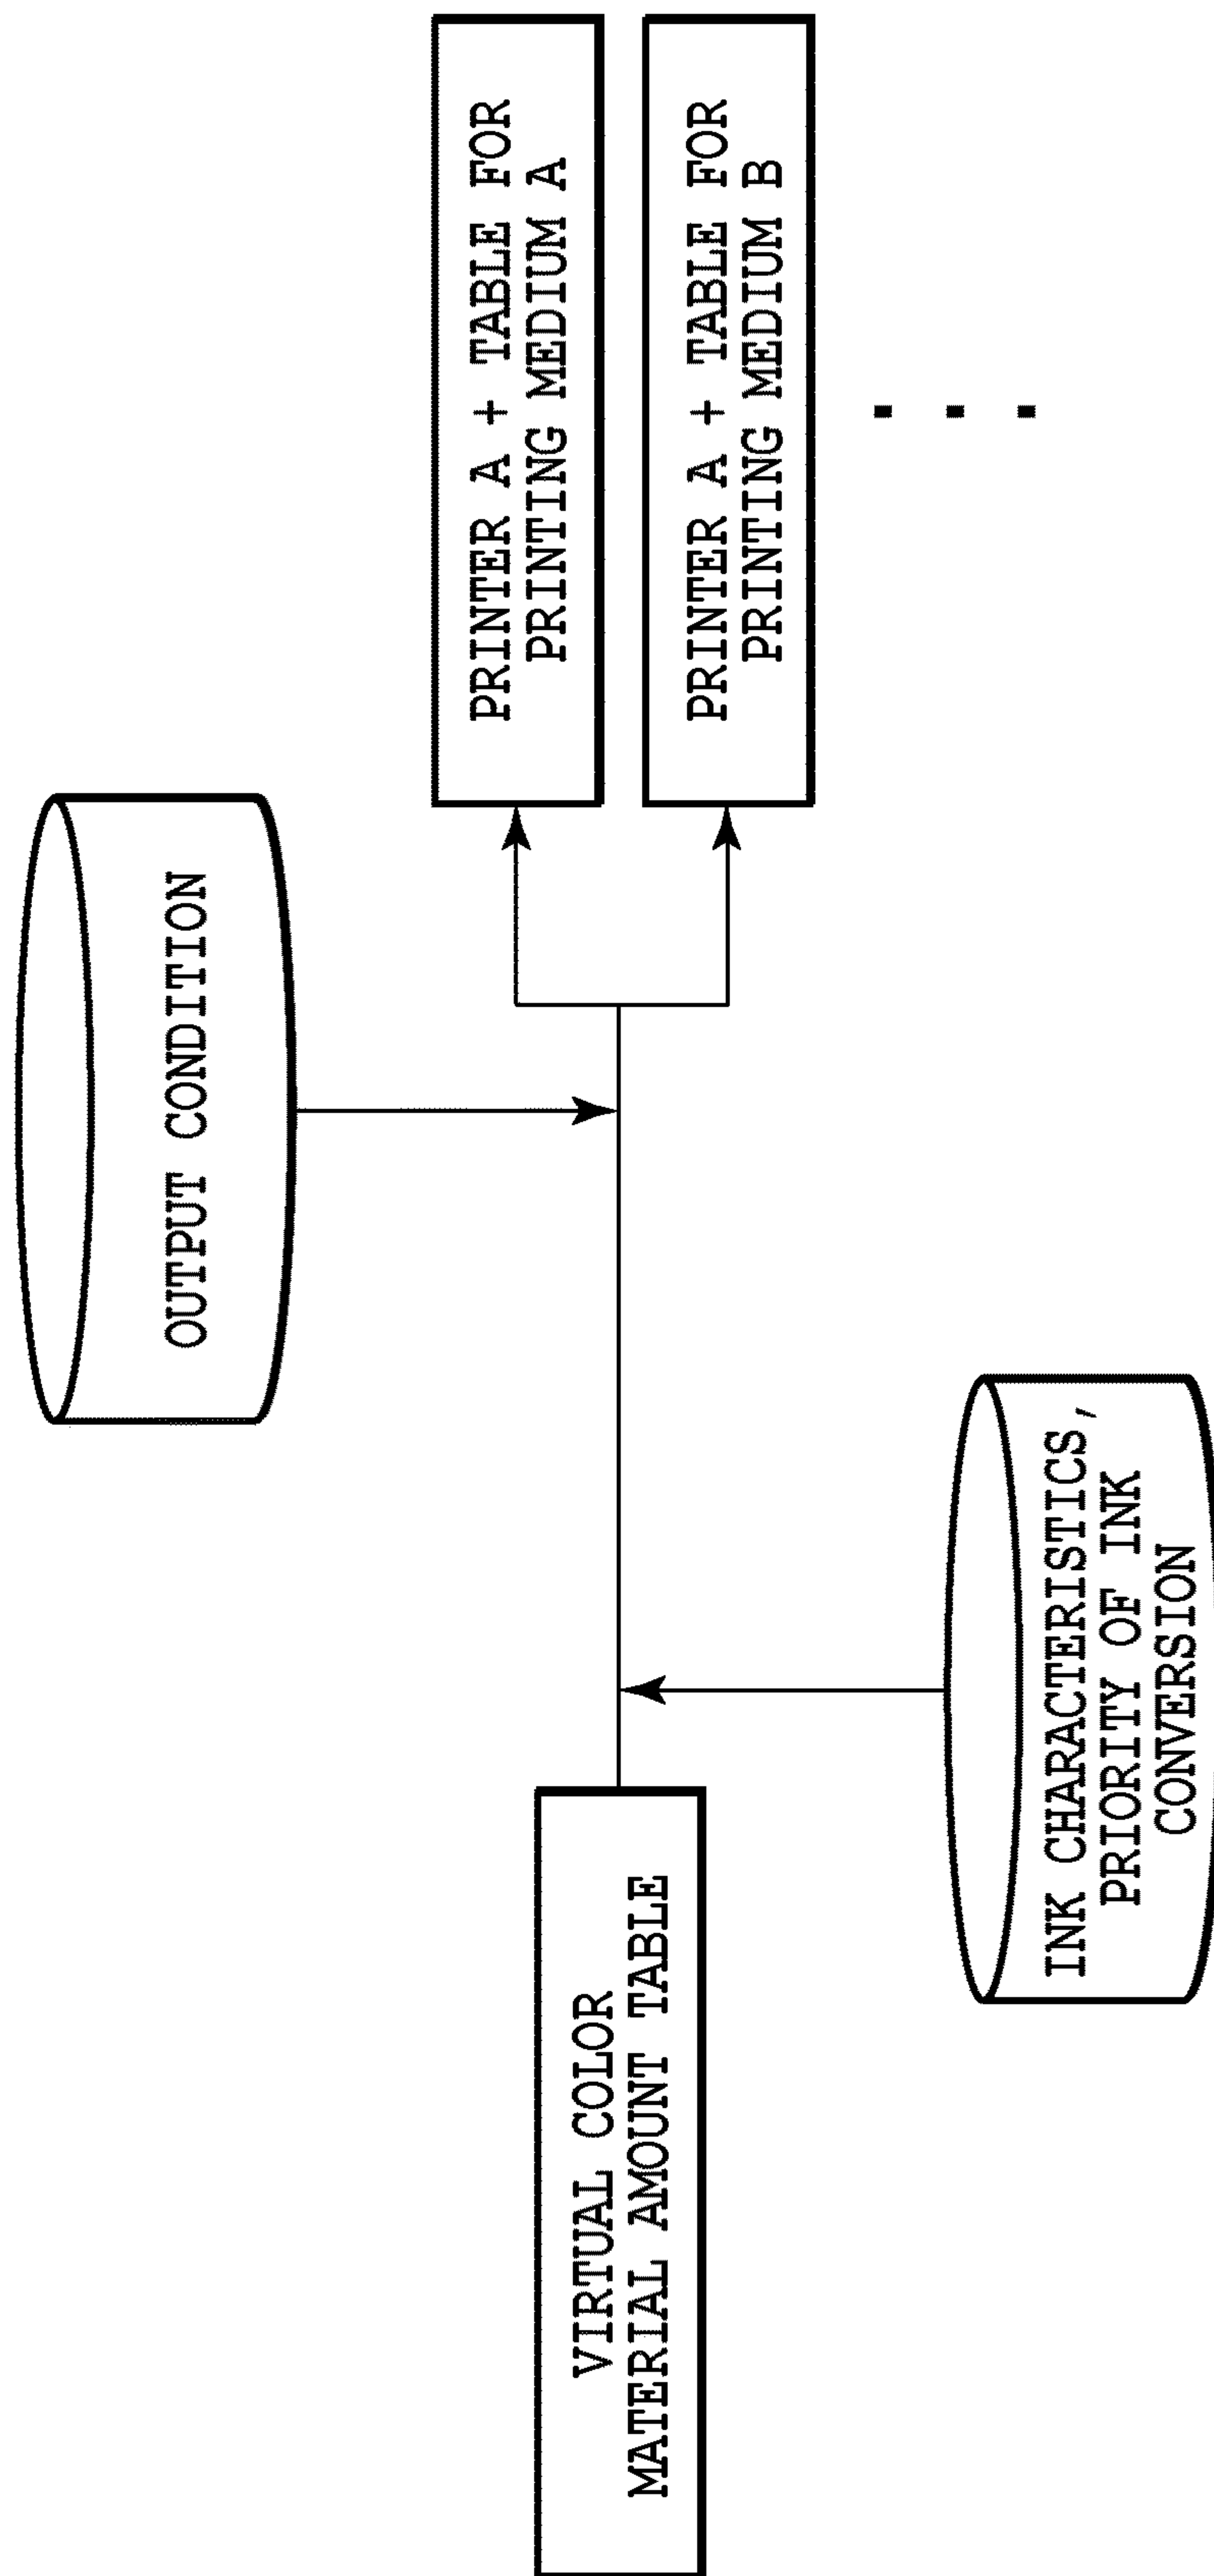 VIRTUAL COLOR
MATERIAL AMOUNT TABLE
OUTPUT CONDITION
INK CHARACTERISTICS,
PRIORITY OF INK
CONVERSION
PRINTER A + TABLE FOR
PRINTING MEDIUM A
PRINTER A + TABLE FOR
PRINTING MEDIUM B